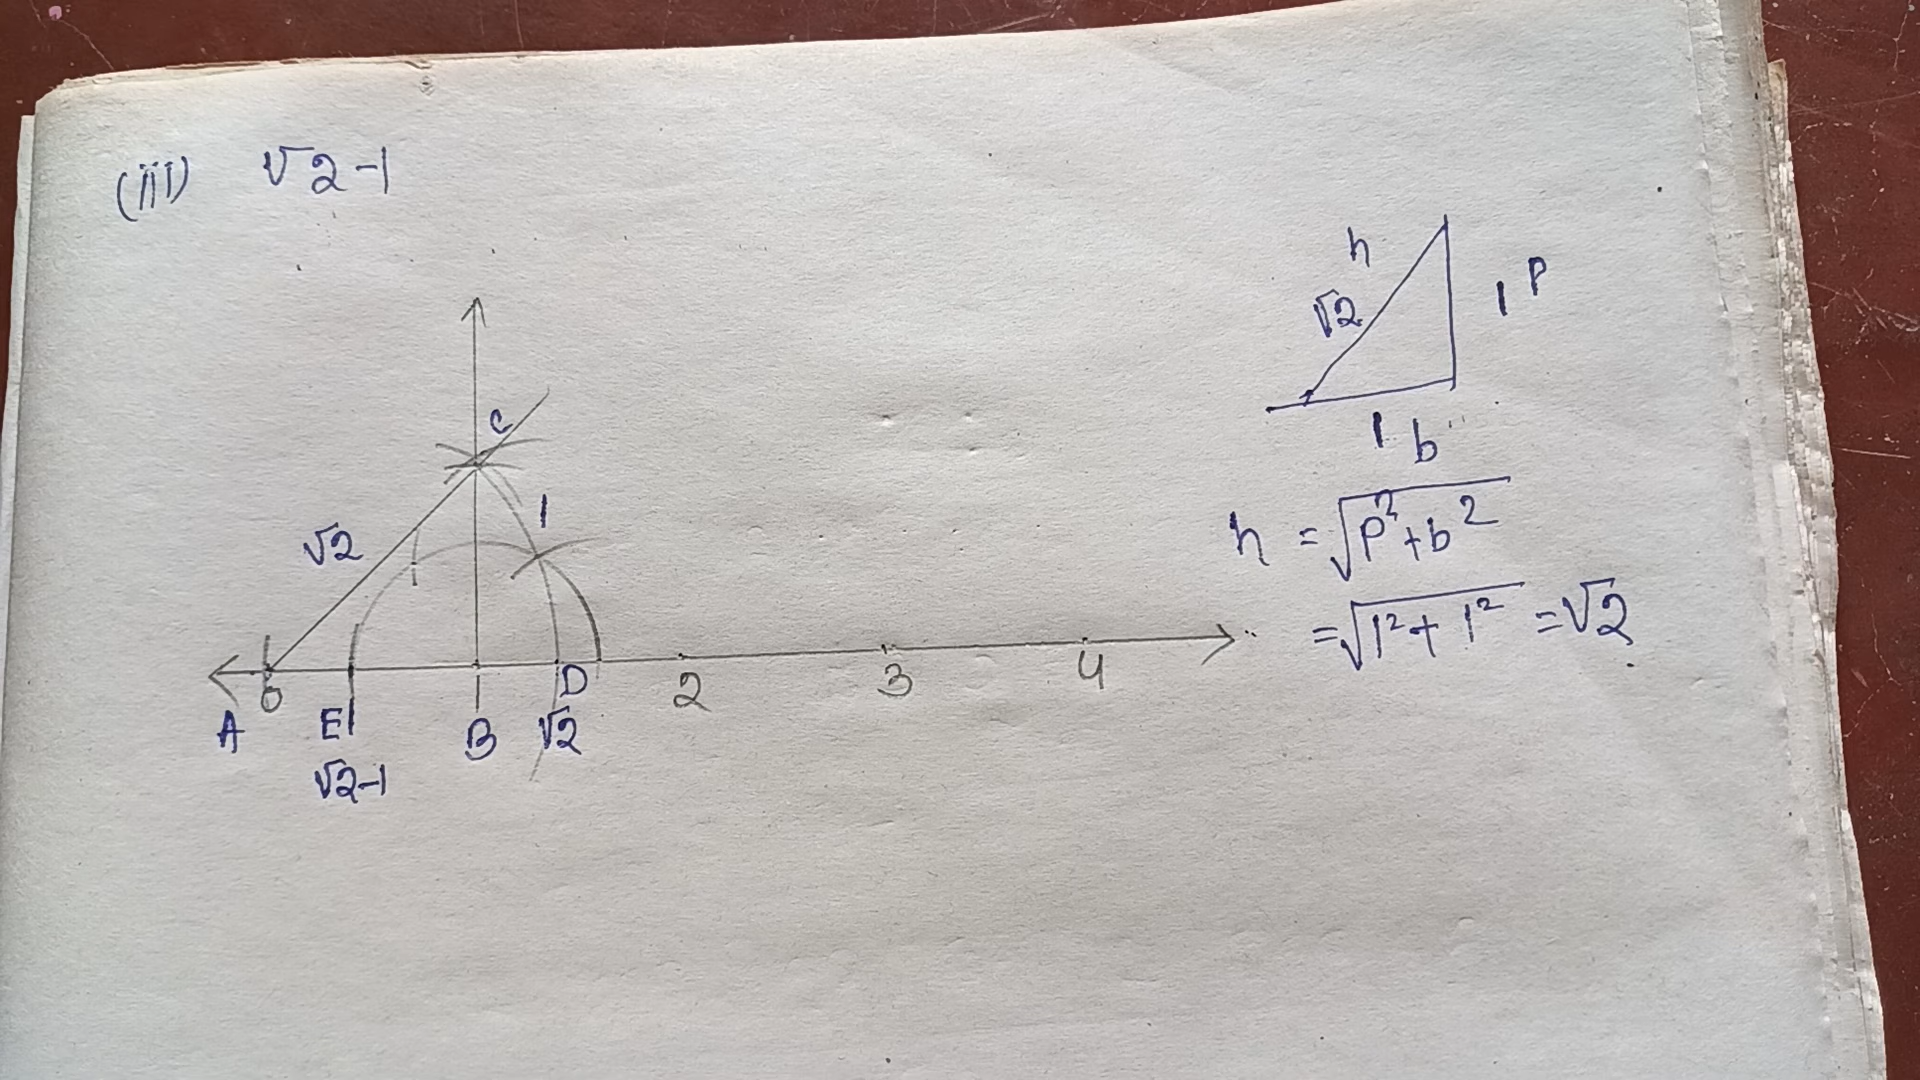 (iii) √2-1
h
√2
1 P
1 b
h = √p²+b²
= √1²+1² = √2
C
1
√2
0 D 2 3 4
A E B √2
√2-1